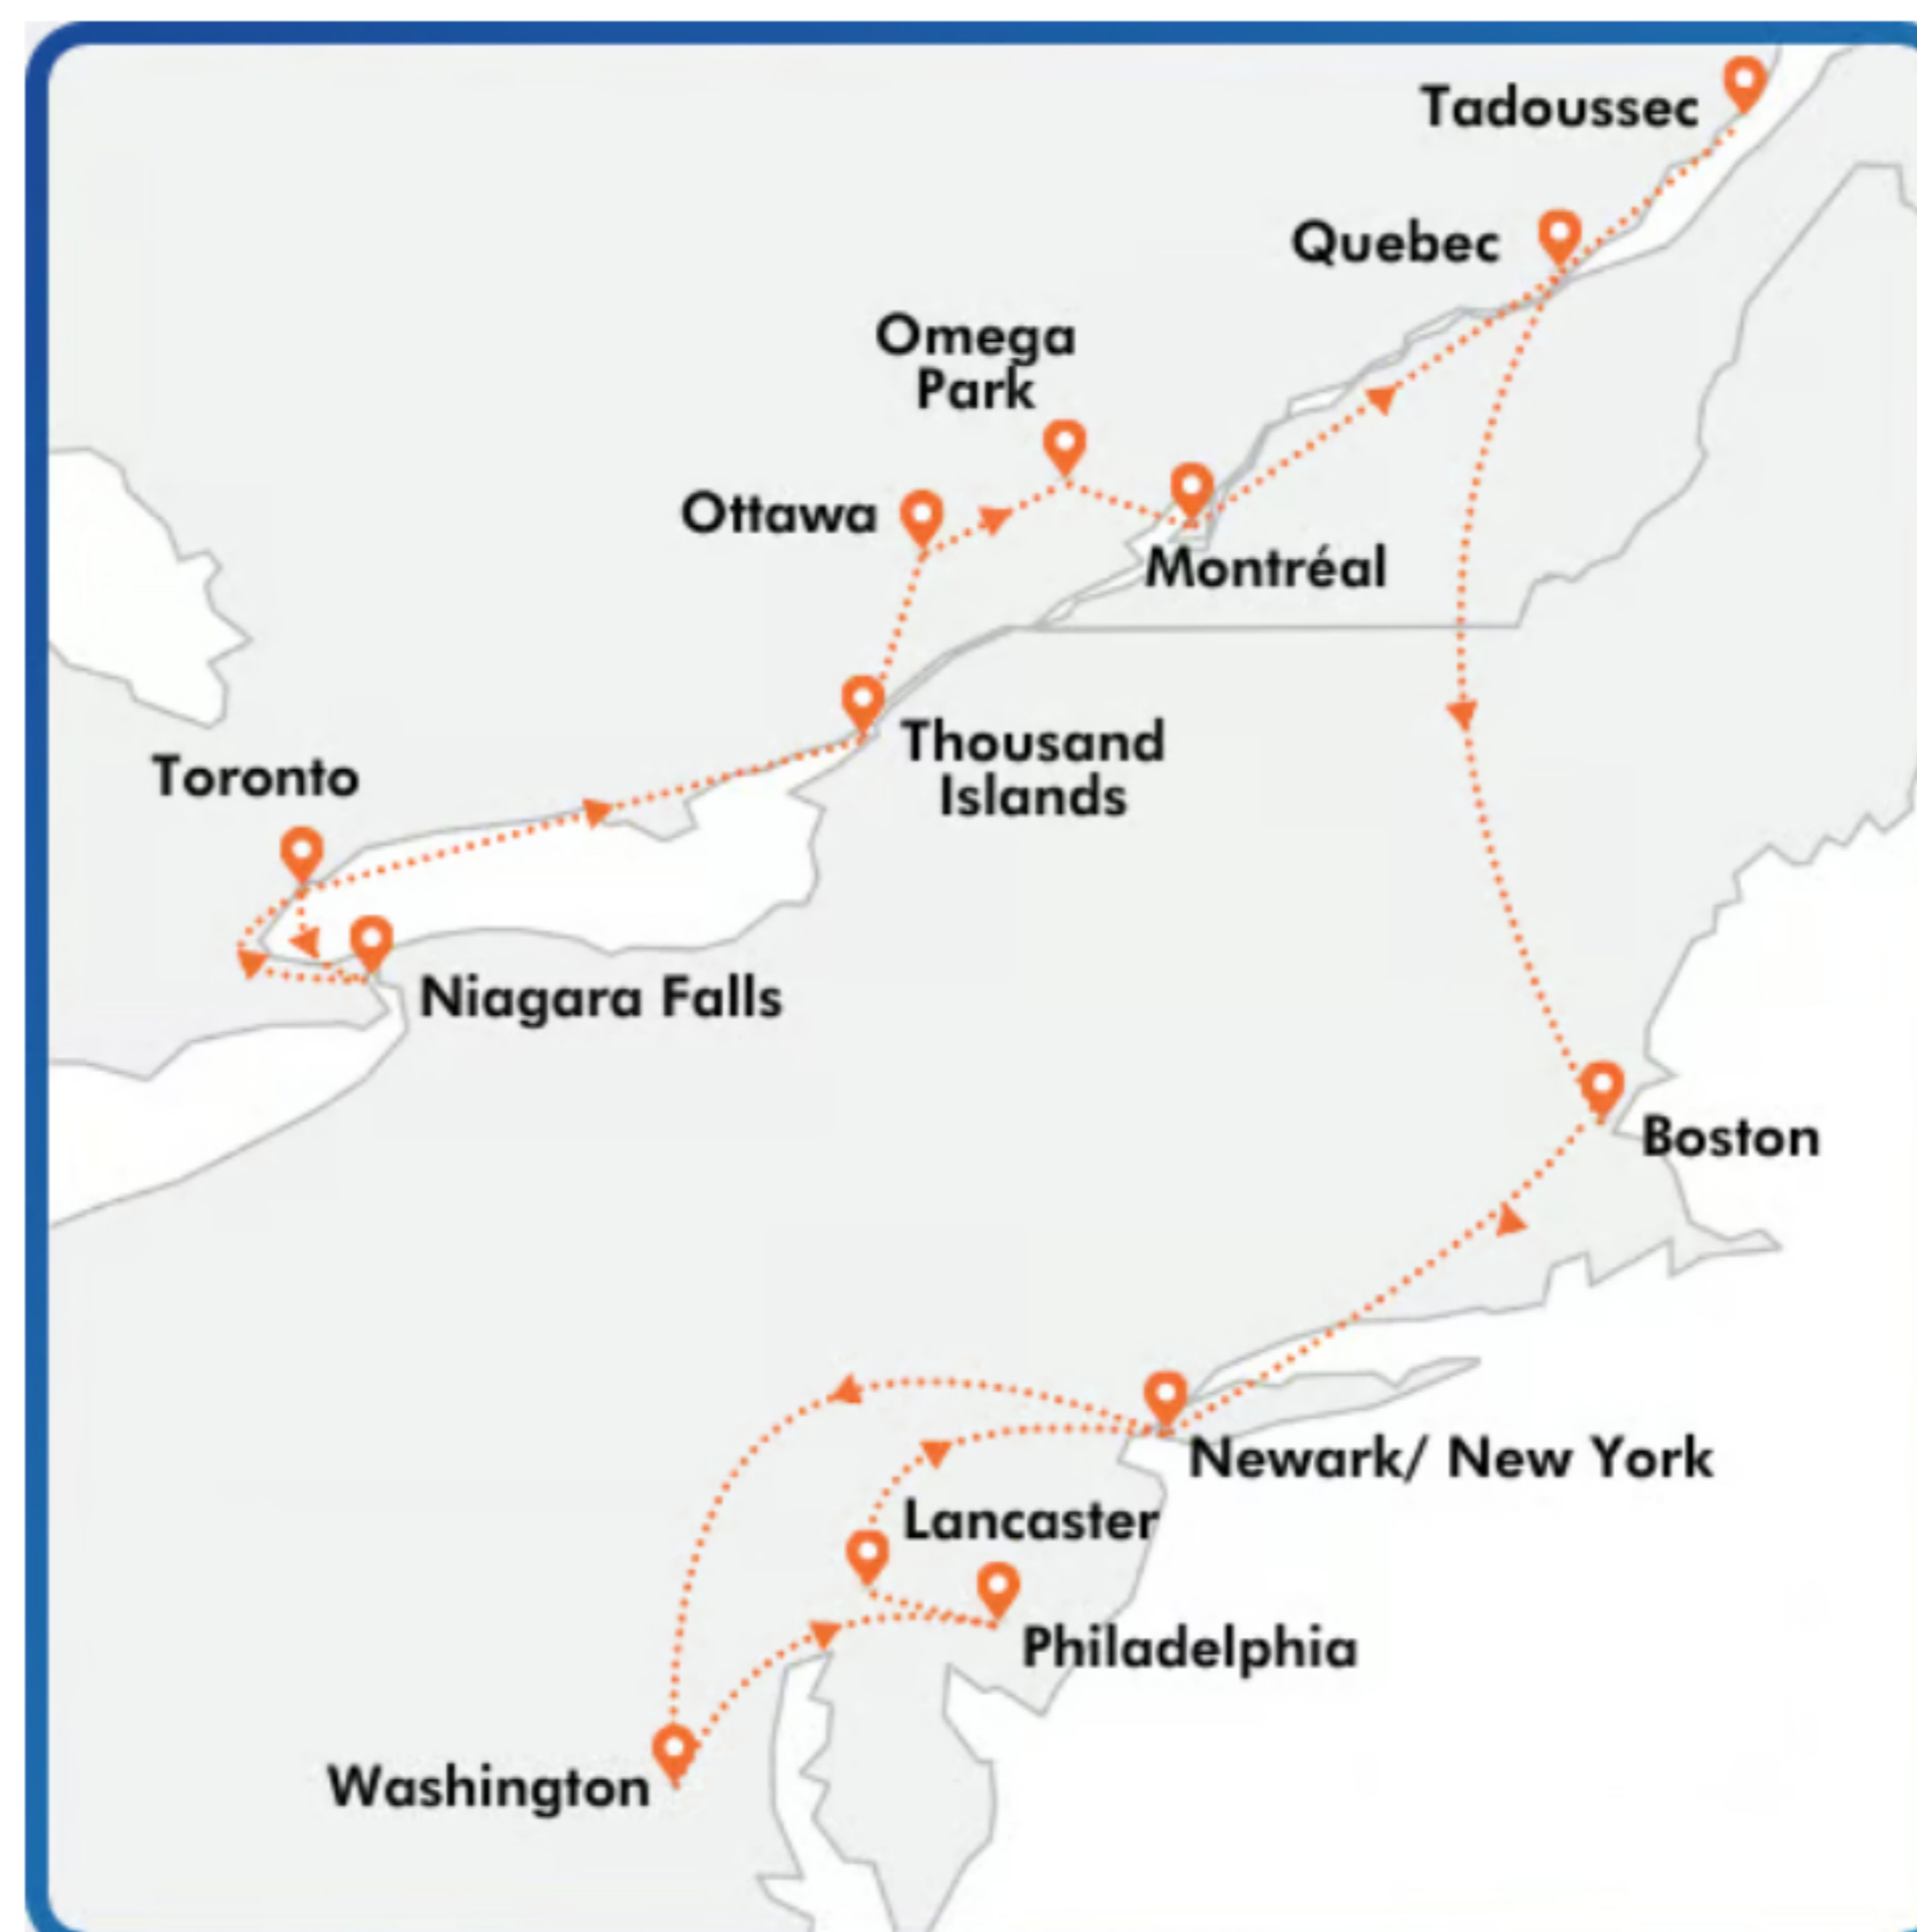 Tadoussec
Quebec
Omega
Park
Ottawa
Montréal
Thousand
Islands
Toronto
Niagara Falls
Boston
Newark/ New York
Lancaster
Philadelphia
Washington